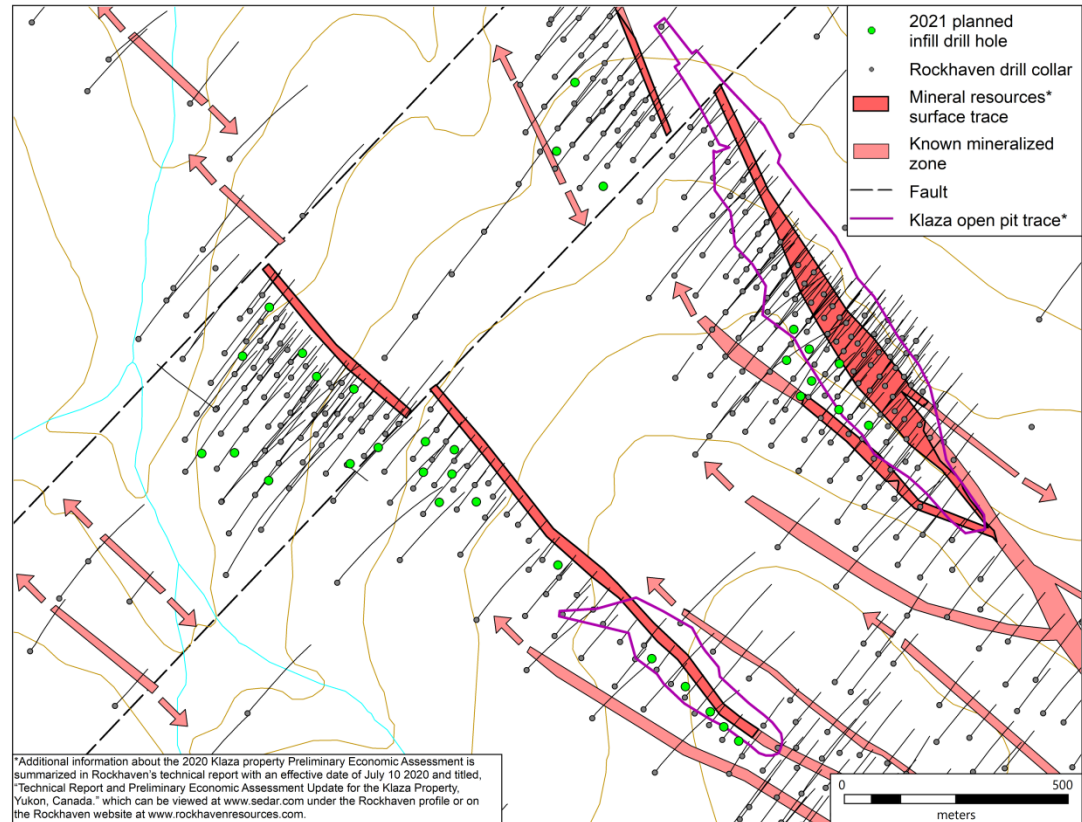 2021 planned
infill drill hole
Rockhaven drill collar
Mineral resources*
surface trace
Known mineralized
zone
Fault
Klaza open pit trace*
*Additional information about the 2020 Klaza property Preliminary Economic Assessment is
summarized in Rockhaven's technical report with an effective date of July 10 2020 and titled,
"Technical Report and Preliminary Economic Assessment Update for the Klaza Property,
Yukon, Canada." which can be viewed at www.sedar.com under the Rockhaven profile or on
the Rockhaven website at www.rockhavenresources.com.
0 500
meters